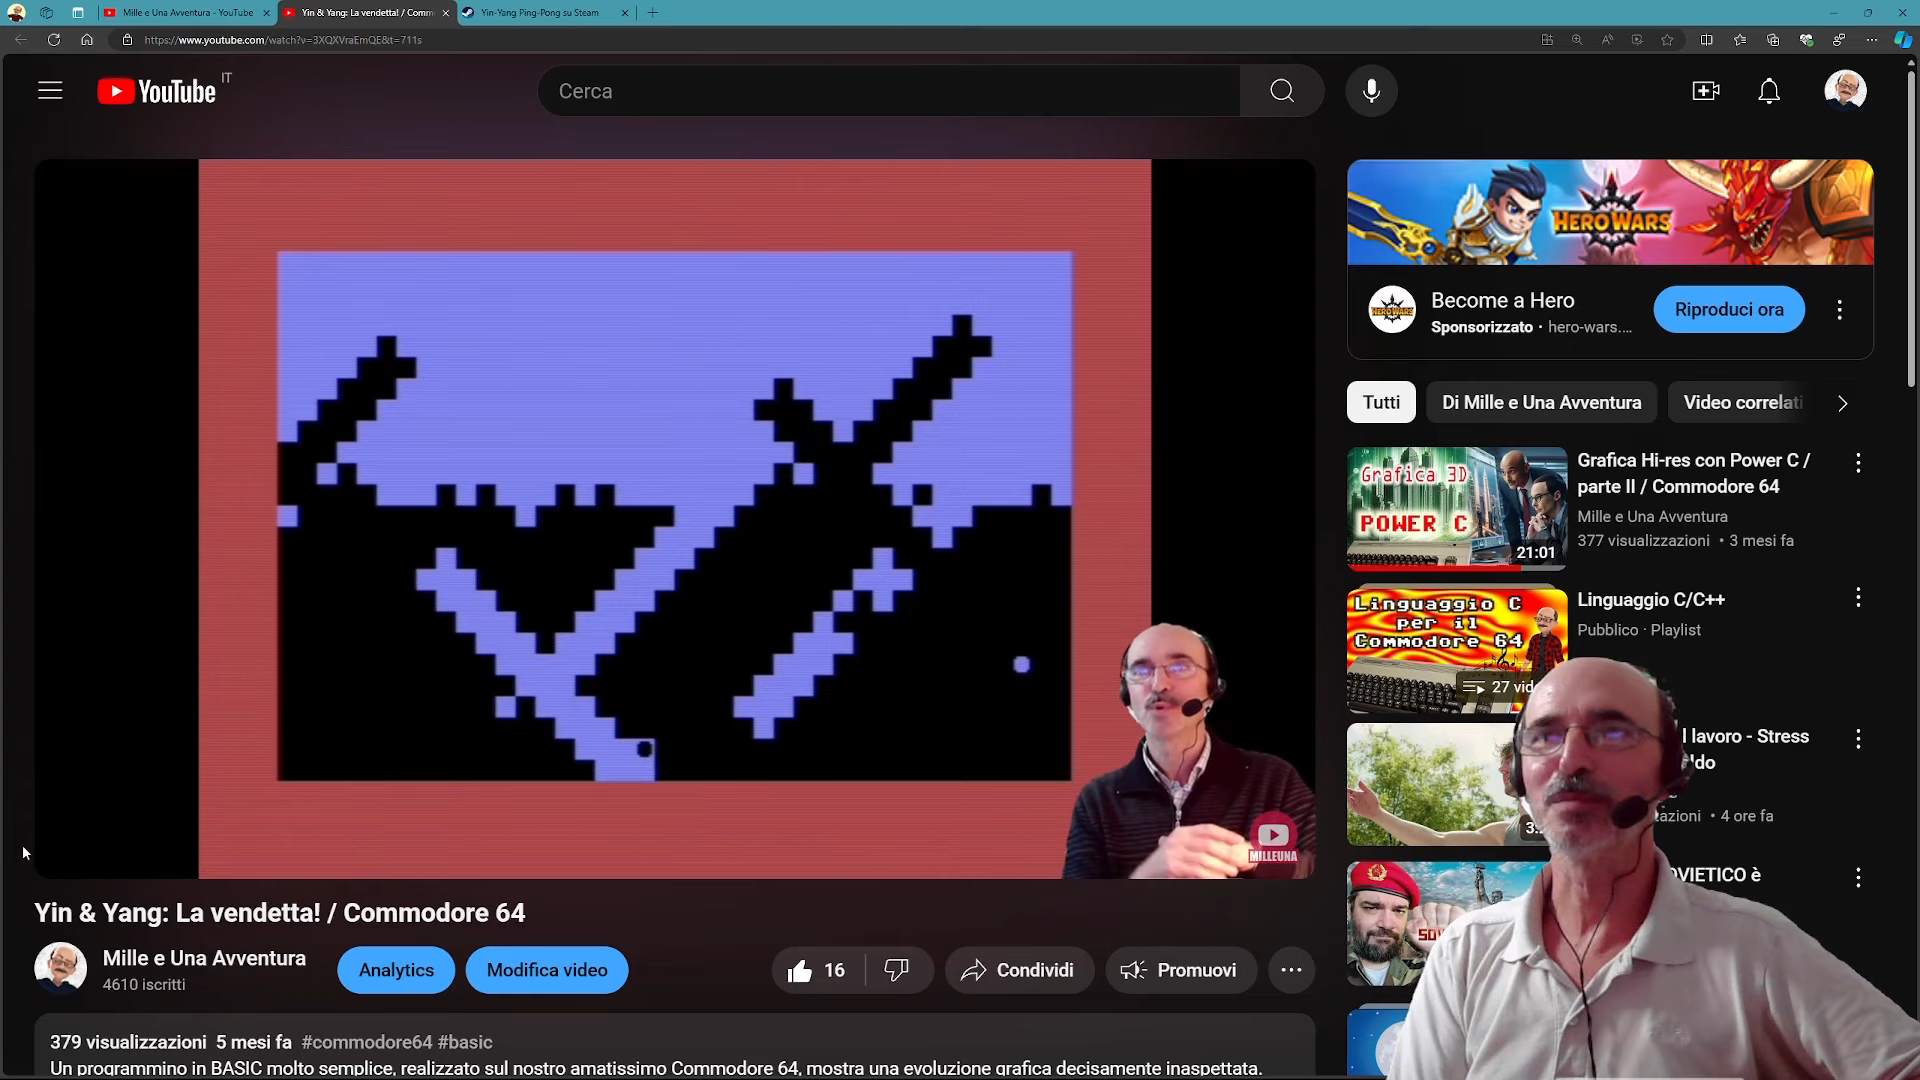 Mille e Una Avventura - YouTube
Yin & Yang: La vendetta! / Comm
Yin-Yang Ping-Pong su Steam
https://www.youtube.com/watch?v=3XQXVraEmQE&t=711s
YouTube IT
Cerca
HEROWARS
Become a Hero
Sponsorizzato · hero-wars....
Riproduci ora
Tutti
Di Mille e Una Avventura
Video correlati
Grafica 3D
POWER C
21:01
Grafica Hi-res con Power C /
parte II / Commodore 64
Mille e Una Avventura
377 visualizzazioni • 3 mesi fa
Linguaggio C
per il
Commodore 64
27 vid
Linguaggio C/C++
Pubblico · Playlist
l lavoro - Stress
ldo
azioni • 4 ore fa
OVIETICO è
MILLEUNA
Yin & Yang: La vendetta! / Commodore 64
Mille e Una Avventura
4610 iscritti
Analytics
Modifica video
16
Condividi
Promuovi
379 visualizzazioni 5 mesi fa #commodore64 #basic
Un programmino in BASIC molto semplice, realizzato sul nostro amatissimo Commodore 64, mostra una evoluzione grafica decisamente inaspettata.